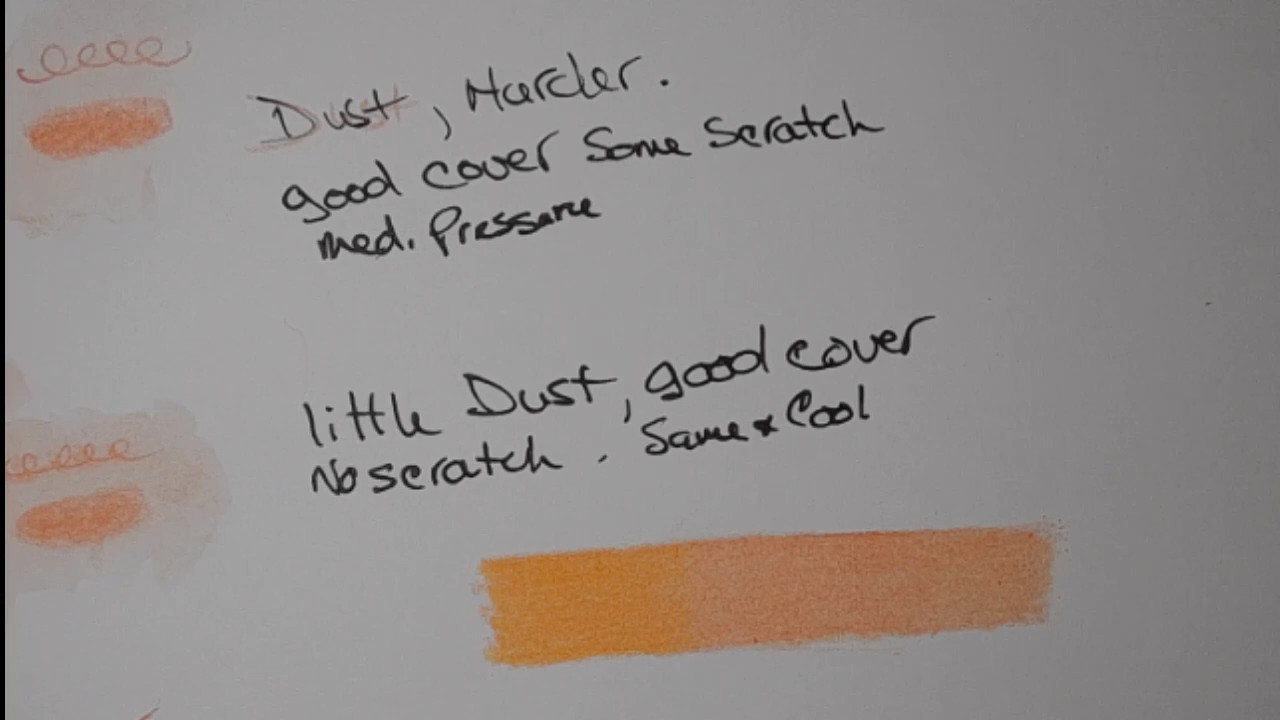 Dust, Harder.
good cover Some Scratch
med. Pressure
little Dust, good cover
No scratch. Same * Cool